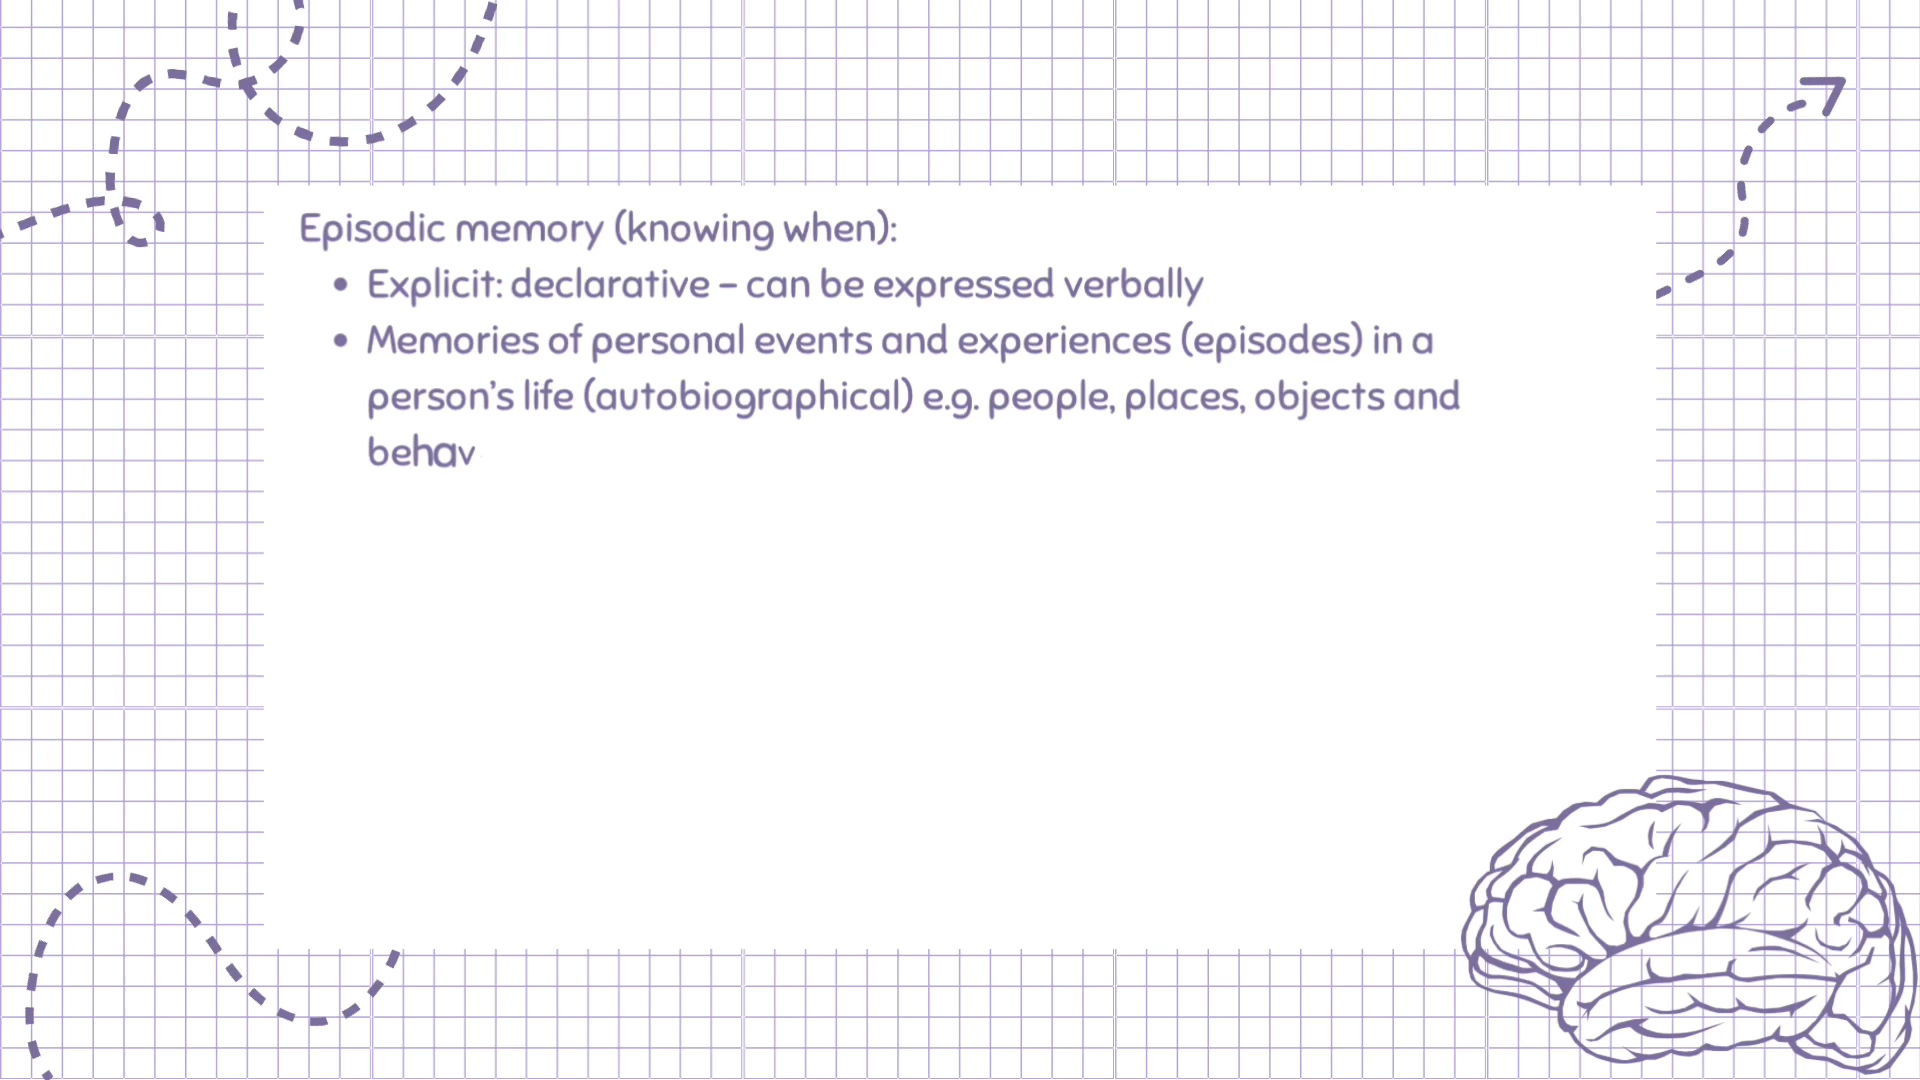 Episodic memory (knowing when):
• Explicit: declarative – can be expressed verbally
• Memories of personal events and experiences (episodes) in a
person’s life (autobiographical) e.g. people, places, objects and
behav